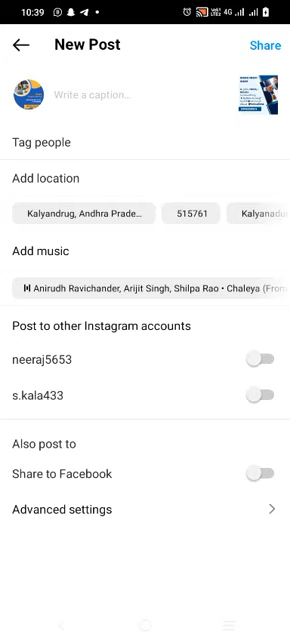 10:39
4G
New Post
Share
Write a caption...
Tag people
Add location
Kalyandrug, Andhra Prade...
515761
Kalyanadu
Add music
Anirudh Ravichander, Arijit Singh, Shilpa Rao • Chaleya (From
Post to other Instagram accounts
neeraj5653
s.kala433
Also post to
Share to Facebook
Advanced settings